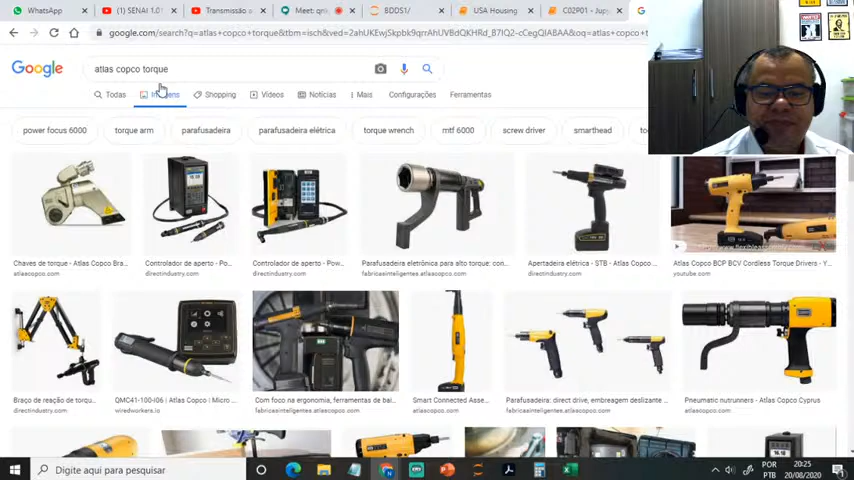 WhatsApp
(1) SENAI 1.01
Transmissão
Meet: qnk
BDDS1/
USA Housing
C02P01 - Jupy
google.com/search?q=atlas+copco+torque&tbm=isch&ved=2ahUKEwjSkpbk9qrrAhUVBdQKHRd_B7IQ2-cCegQIABAA&oq=atlas+copco+t
Google
atlas copco torque
Todas
Imagens
Shopping
Vídeos
Notícias
Mais
Configurações
Ferramentas
power focus 6000
torque arm
parafusadeira
parafusadeira elétrica
torque wrench
mtf 6000
screw driver
smarthead
WANTED
Chaves de torque - Atlas Copco Bra...
atlascopco.com
Controlador de aperto - Po...
directindustry.com
Controlador de aperto - Pow...
directindustry.com
Parafusadeira eletrônica para alto torque: con...
fabricasinteligentes.atlascopco.com
Apertadeira elétrica - STB - Atlas Copco ...
directindustry.com
Atlas Copco BCP BCV Cordless Torque Drivers - Y...
youtube.com
Braço de reação de torqu...
directindustry.com
QMC41-100-I06 | Atlas Copco | Micro ...
wiredworkers.io
Com foco na ergonomia, ferramentas de bai...
fabricasinteligentes.atlascopco.com
Smart Connected Asse...
atlascopco.com
Parafusadeira: direct drive, embreagem deslizante ...
fabricasinteligentes.atlascopco.com
Pneumatic nutrunners - Atlas Copco Cyprus
atlascopco.com
Digite aqui para pesquisar
POR
PTB
20:25
20/08/2020